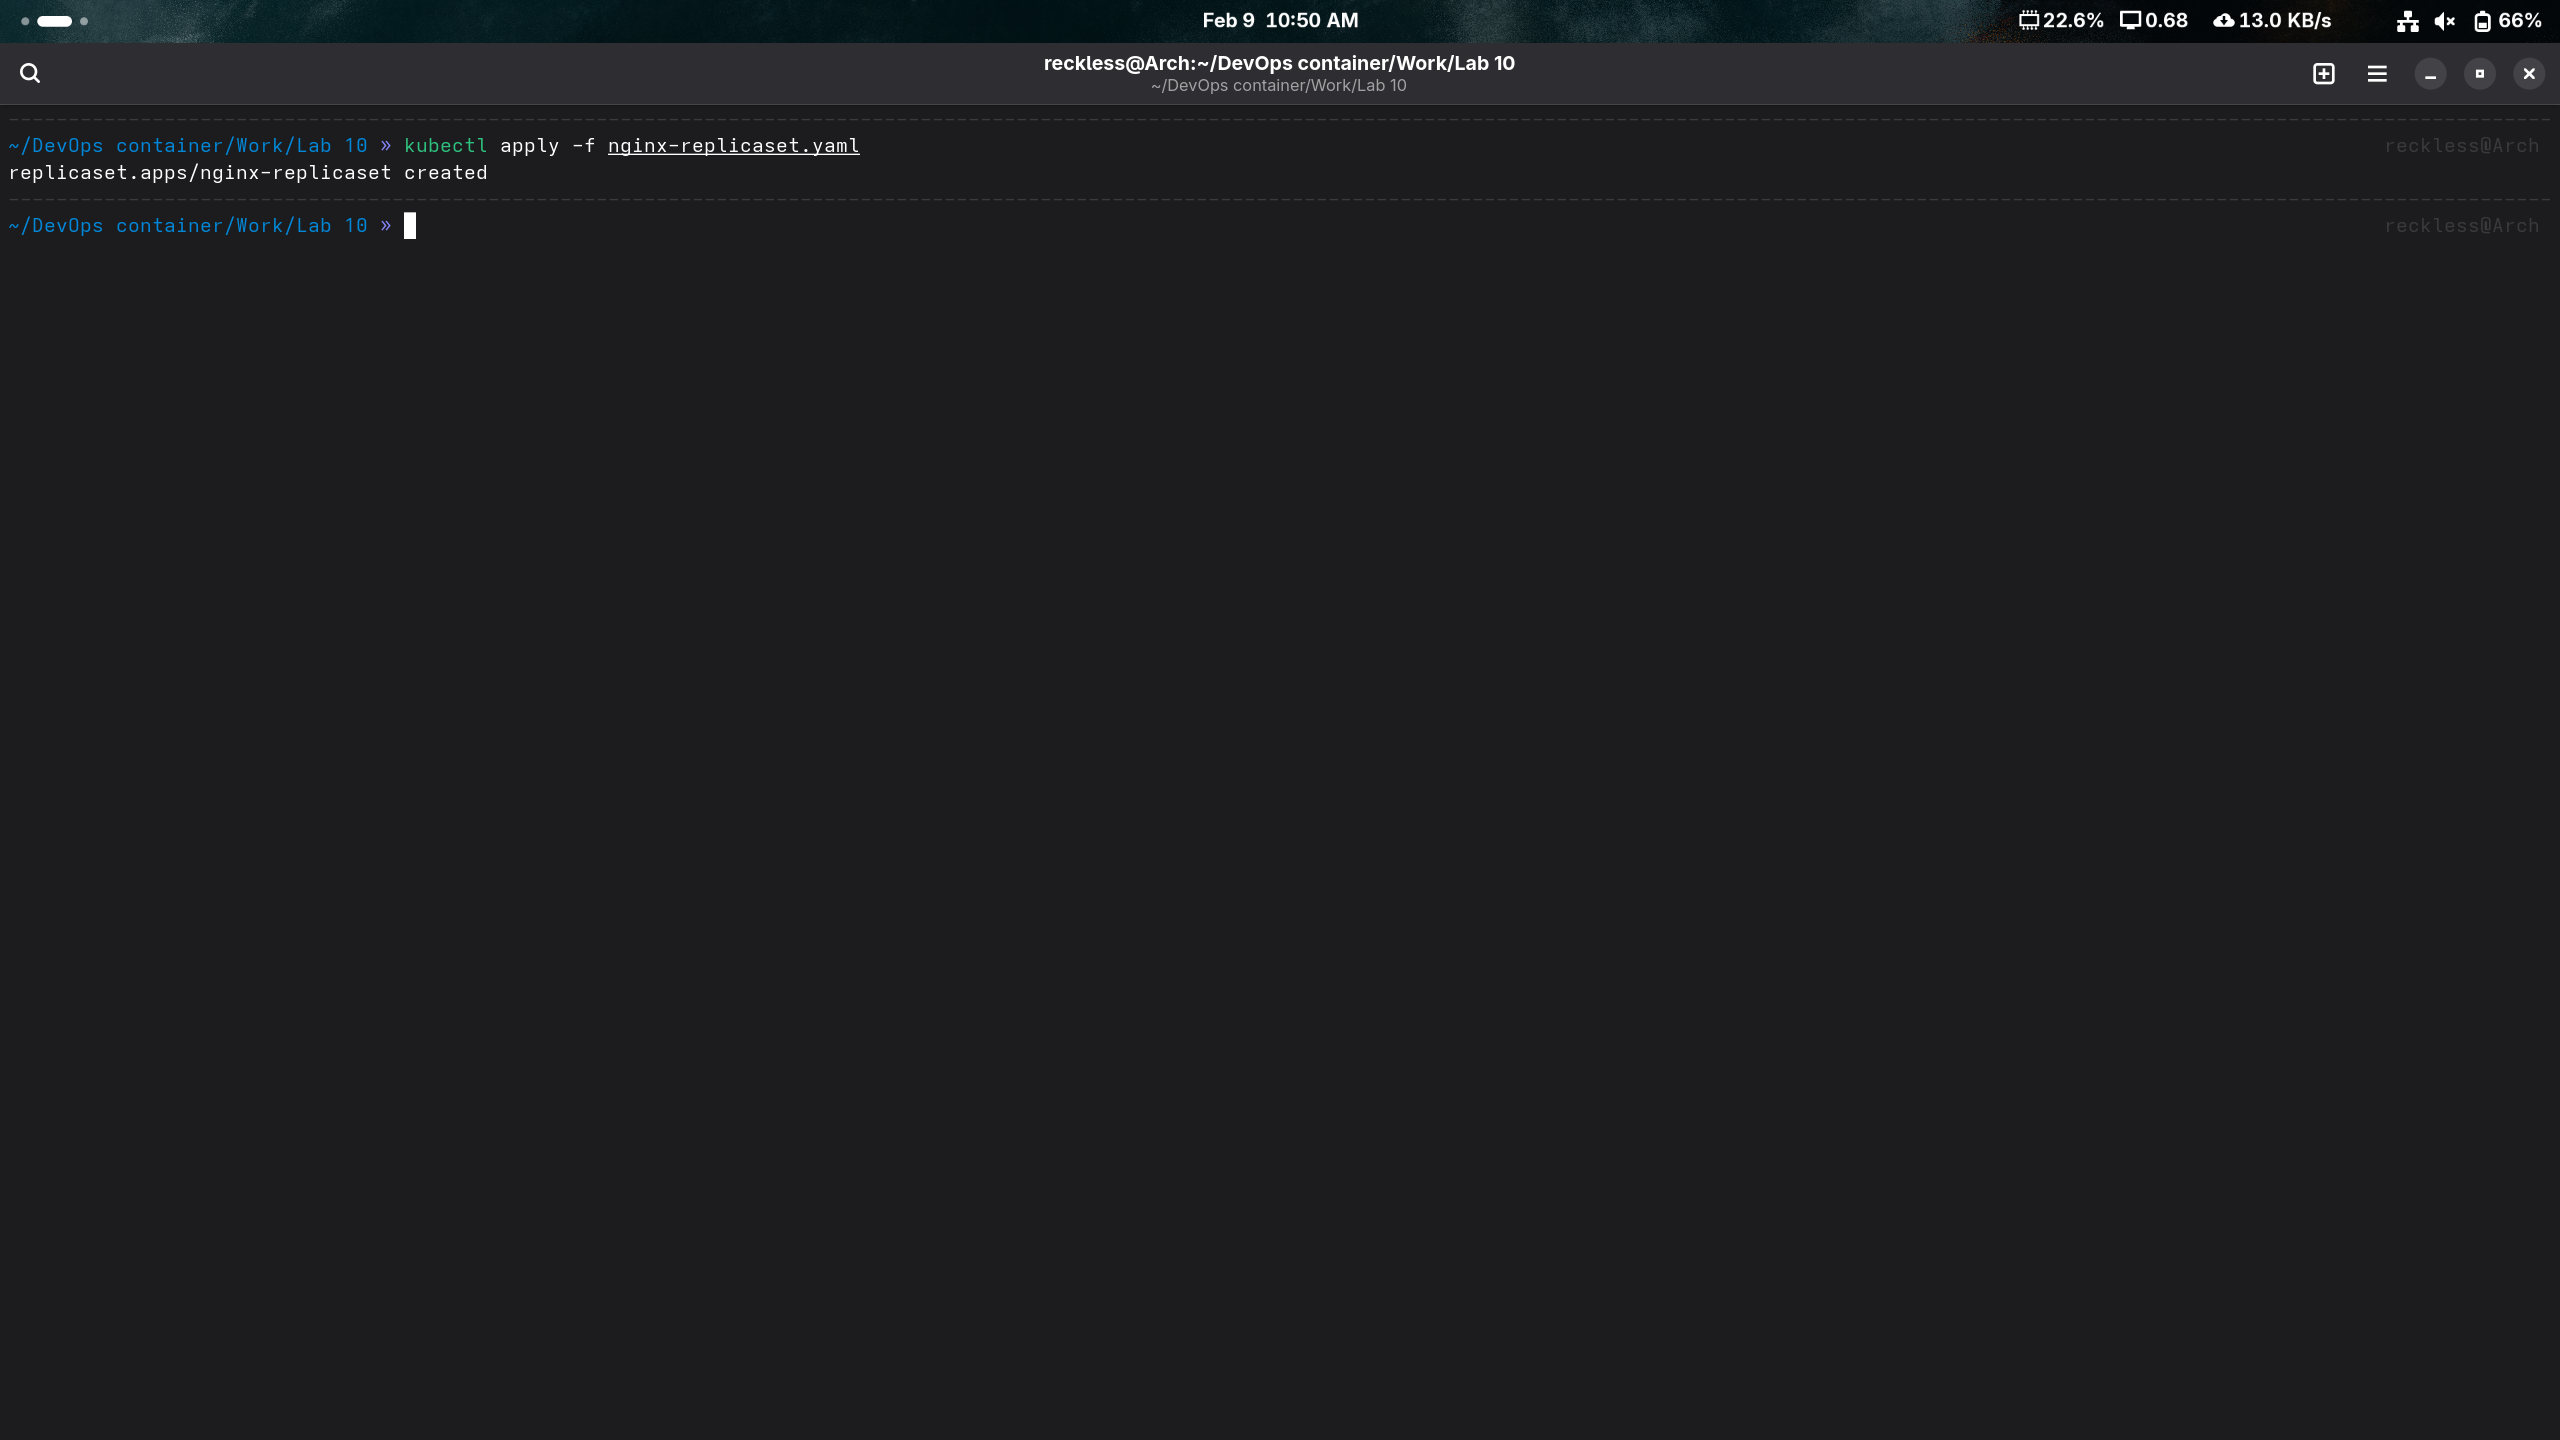 Feb 9 10:50 AM
22.6% 0.68 13.0 KB/s 66%
reckless@Arch:~/DevOps container/Work/Lab 10
~/DevOps container/Work/Lab 10
~/DevOps container/Work/Lab 10 » kubectl apply -f nginx-replicaset.yaml reckless@Arch
replicaset.apps/nginx-replicaset created
~/DevOps container/Work/Lab 10 » reckless@Arch